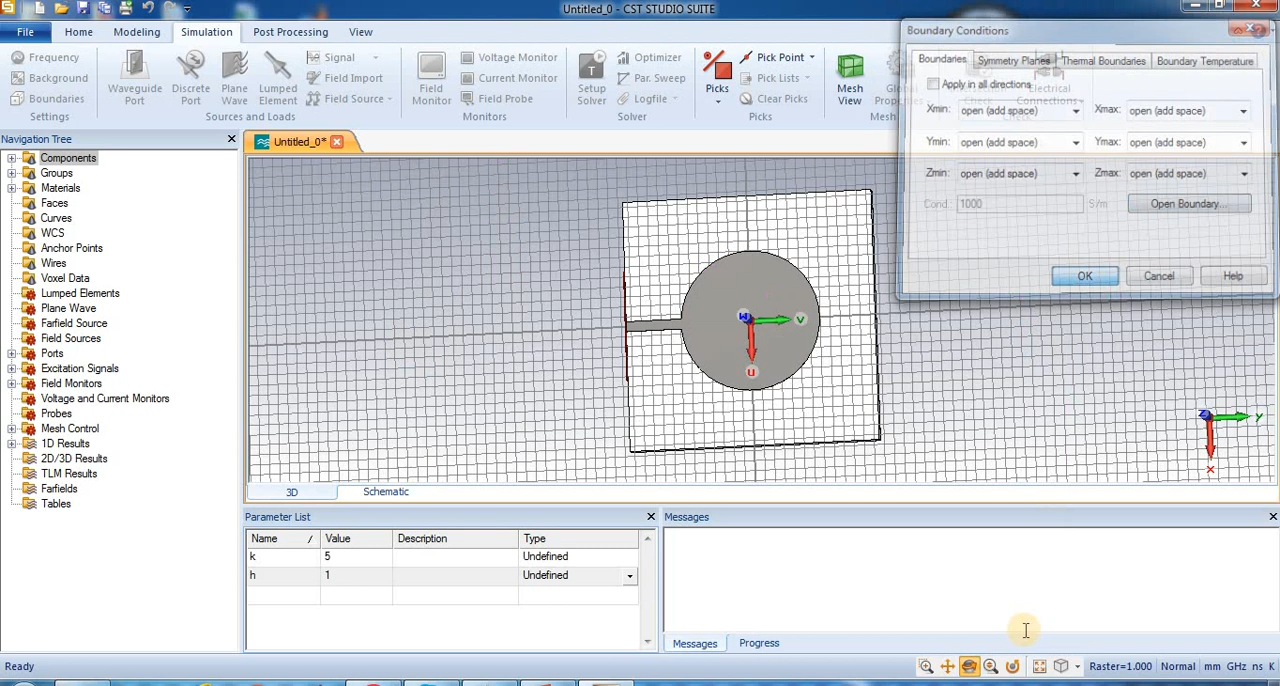 Untitled_0 - CST STUDIO SUITE
File Home Modeling Simulation Post Processing View
Frequency
Background
Boundaries
Settings
Waveguide Port
Discrete Port
Plane Wave
Lumped Element
Signal
Field Import
Field Source
Sources and Loads
Field Monitor
Voltage Monitor
Current Monitor
Field Probe
Monitors
Setup Solver
Optimizer
Par. Sweep
Logfile
Solver
Picks
Pick Point
Pick Lists
Clear Picks
Picks
Mesh View
Mesh
Electrical Connections
Boundary Conditions
Boundaries Symmetry Planes Thermal Boundaries Boundary Temperature
Apply in all directions
Xmin: open (add space) Xmax: open (add space)
Ymin: open (add space) Ymax: open (add space)
Zmin: open (add space) Zmax: open (add space)
Cond.: 1000 S/m Open Boundary...
OK Cancel Help
Navigation Tree
Components
Groups
Materials
Faces
Curves
WCS
Anchor Points
Wires
Voxel Data
Lumped Elements
Plane Wave
Farfield Source
Field Sources
Ports
Excitation Signals
Field Monitors
Voltage and Current Monitors
Probes
Mesh Control
1D Results
2D/3D Results
TLM Results
Farfields
Tables
Untitled_0*
w v
u
z y
x
3D Schematic
Parameter List
Name / Value Description Type
k 5 Undefined
h 1 Undefined
Messages
Messages Progress
Ready
Raster=1.000 Normal mm GHz ns K